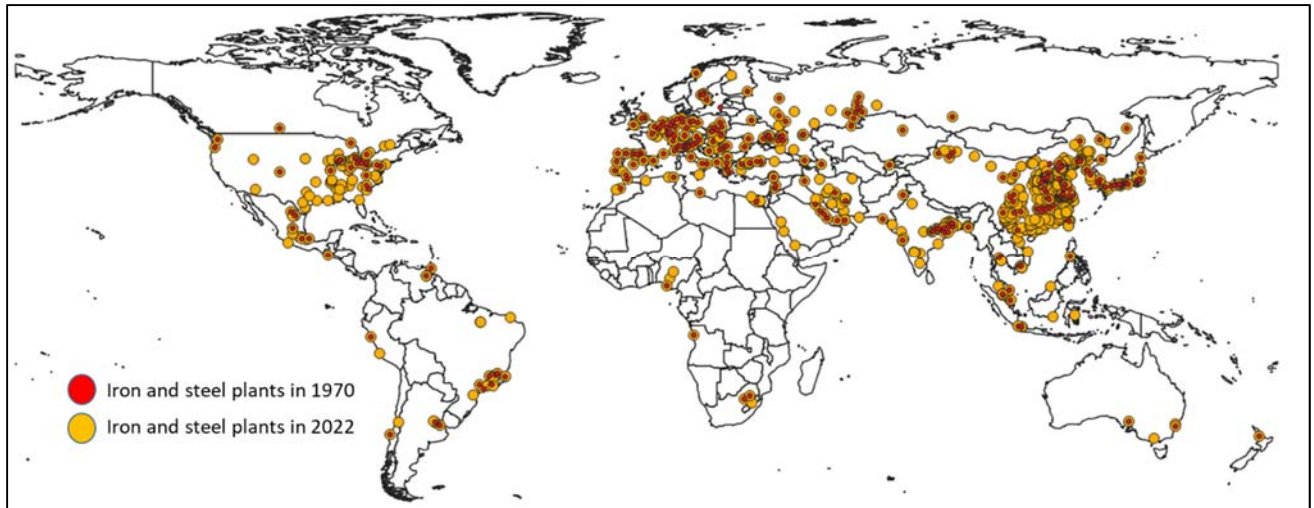 Iron and steel plants in 1970
Iron and steel plants in 2022